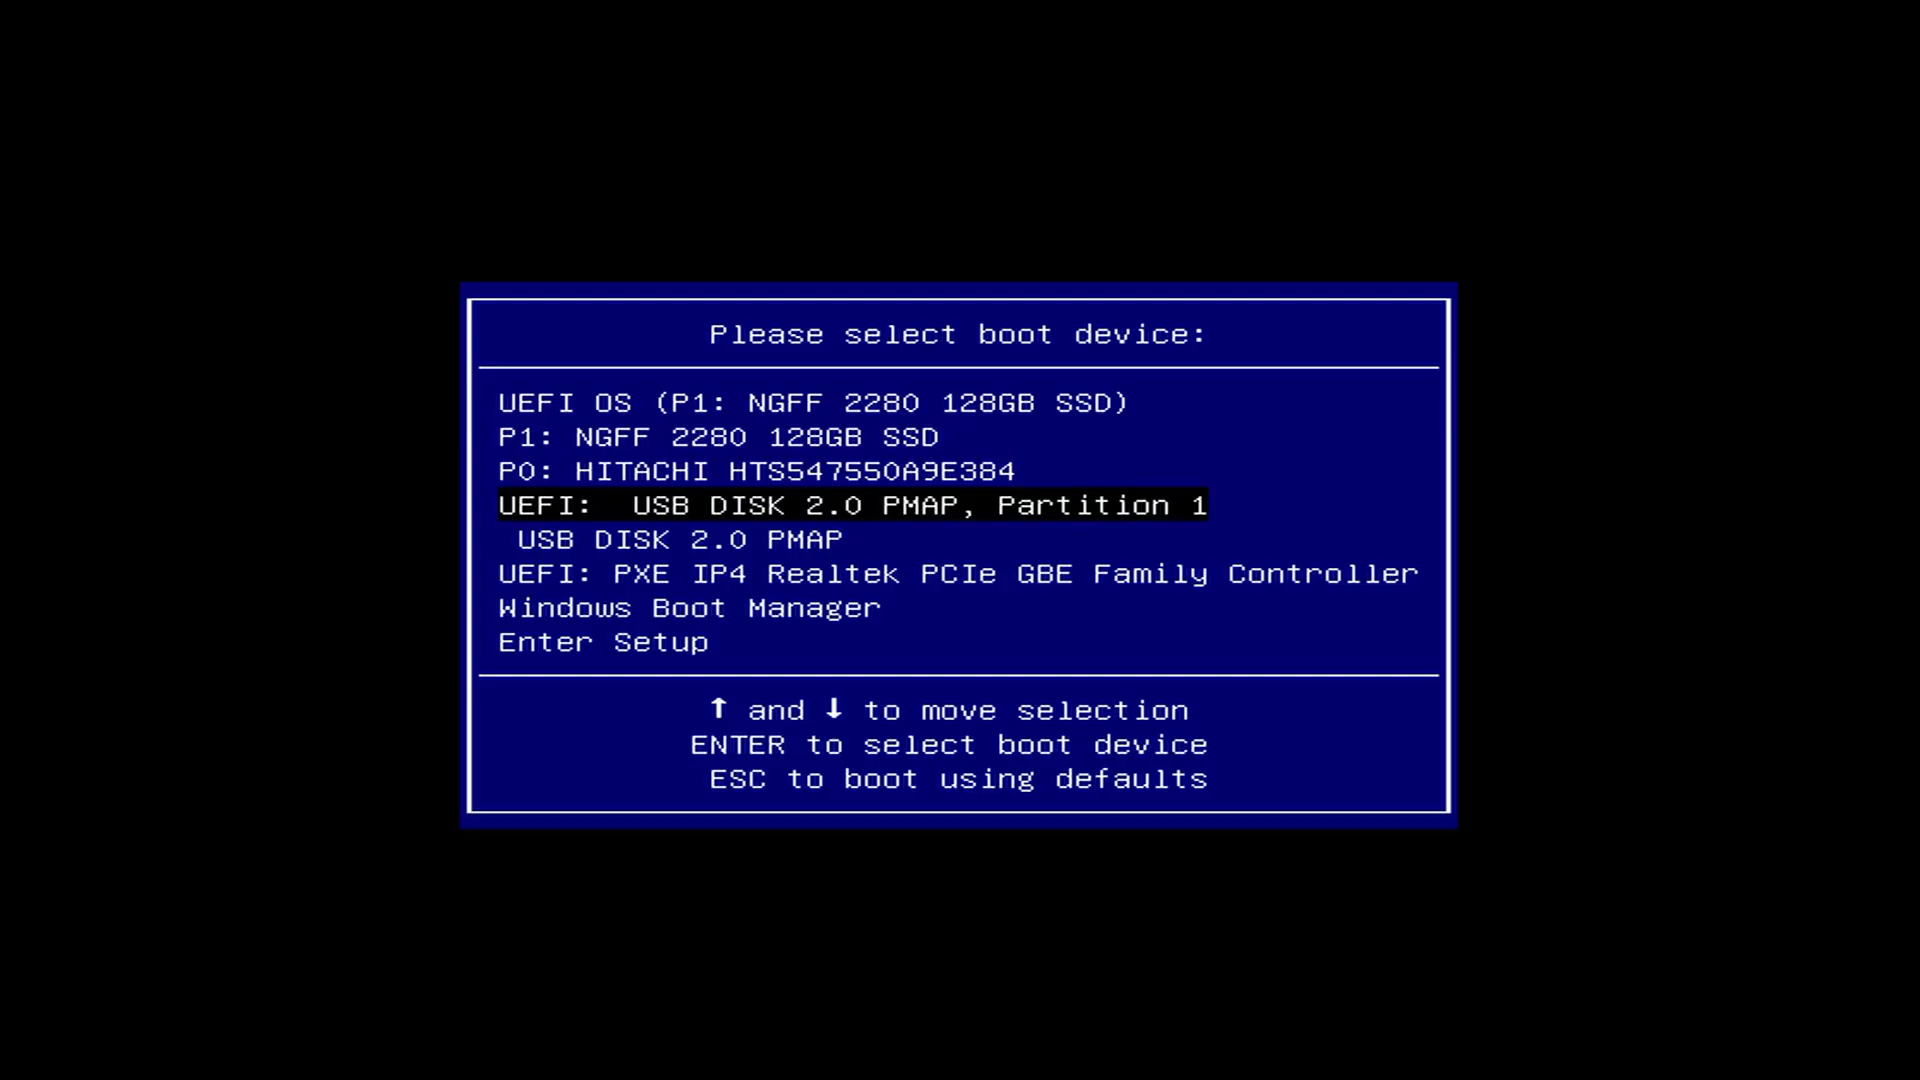 Please select boot device:
UEFI OS (P1: NGFF 2280 128GB SSD)
P1: NGFF 2280 128GB SSD
P0: HITACHI HTS547550A9E384
UEFI:  USB DISK 2.0 PMAP, Partition 1
 USB DISK 2.0 PMAP
UEFI: PXE IP4 Realtek PCIe GBE Family Controller
Windows Boot Manager
Enter Setup
↑ and ↓ to move selection
ENTER to select boot device
ESC to boot using defaults